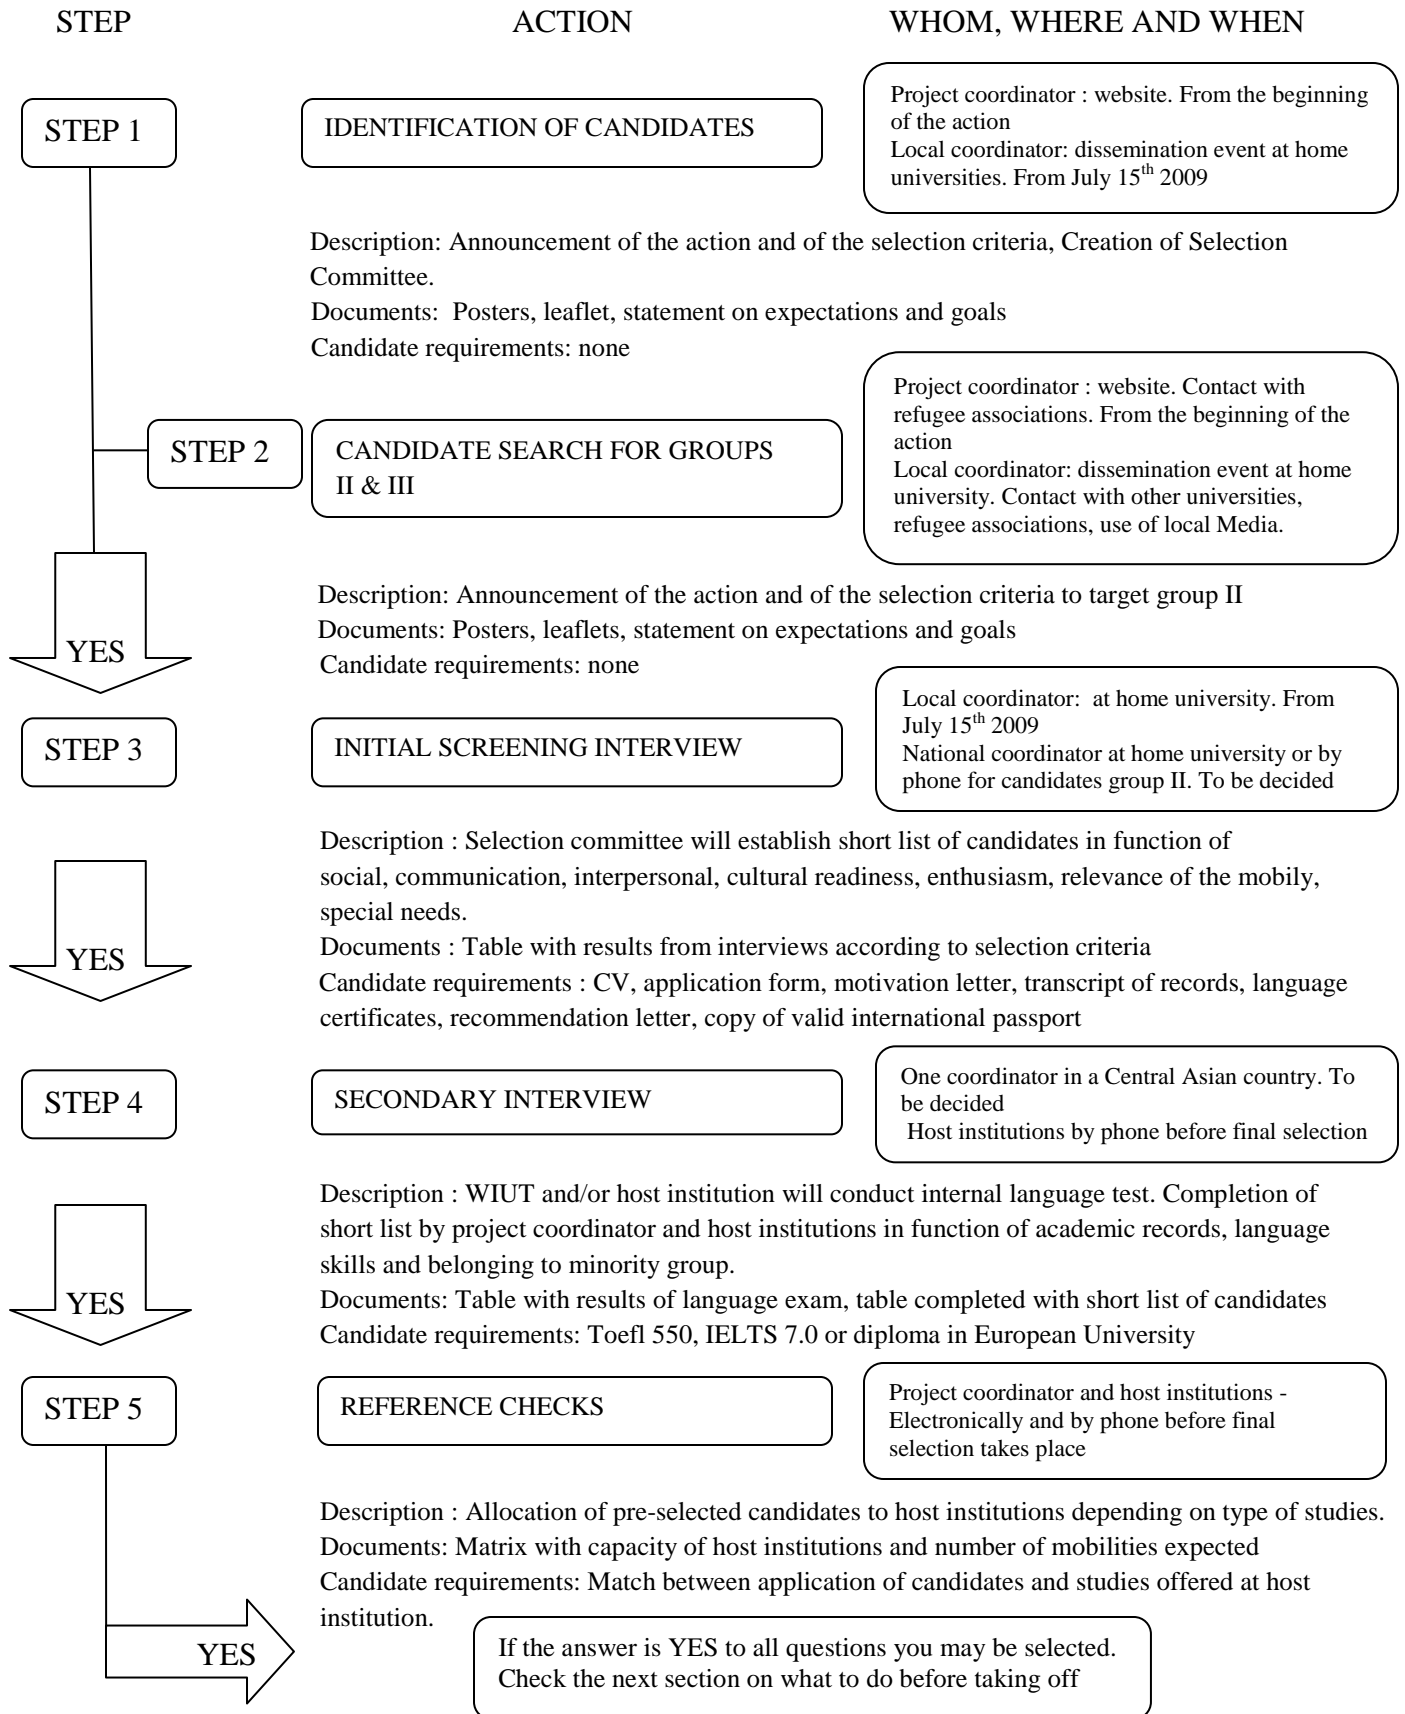 STEP ACTION WHOM, WHERE AND WHEN
STEP 1
IDENTIFICATION OF CANDIDATES
Project coordinator : website. From the beginning
of the action
Local coordinator: dissemination event at home
universities. From July 15th 2009
Description: Announcement of the action and of the selection criteria, Creation of Selection
Committee.
Documents: Posters, leaflet, statement on expectations and goals
Candidate requirements: none
STEP 2
CANDIDATE SEARCH FOR GROUPS
II & III
Project coordinator : website. Contact with
refugee associations. From the beginning of the
action
Local coordinator: dissemination event at home
university. Contact with other universities,
refugee associations, use of local Media.
YES
Description: Announcement of the action and of the selection criteria to target group II
Documents: Posters, leaflets, statement on expectations and goals
Candidate requirements: none
STEP 3
INITIAL SCREENING INTERVIEW
Local coordinator: at home university. From
July 15th 2009
National coordinator at home university or by
phone for candidates group II. To be decided
YES
Description : Selection committee will establish short list of candidates in function of
social, communication, interpersonal, cultural readiness, enthusiasm, relevance of the mobily,
special needs.
Documents : Table with results from interviews according to selection criteria
Candidate requirements : CV, application form, motivation letter, transcript of records, language
certificates, recommendation letter, copy of valid international passport
STEP 4
SECONDARY INTERVIEW
One coordinator in a Central Asian country. To
be decided
Host institutions by phone before final selection
YES
Description : WIUT and/or host institution will conduct internal language test. Completion of
short list by project coordinator and host institutions in function of academic records, language
skills and belonging to minority group.
Documents: Table with results of language exam, table completed with short list of candidates
Candidate requirements: Toefl 550, IELTS 7.0 or diploma in European University
STEP 5
REFERENCE CHECKS
Project coordinator and host institutions -
Electronically and by phone before final
selection takes place
Description : Allocation of pre-selected candidates to host institutions depending on type of studies.
Documents: Matrix with capacity of host institutions and number of mobilities expected
Candidate requirements: Match between application of candidates and studies offered at host
institution.
YES
If the answer is YES to all questions you may be selected.
Check the next section on what to do before taking off